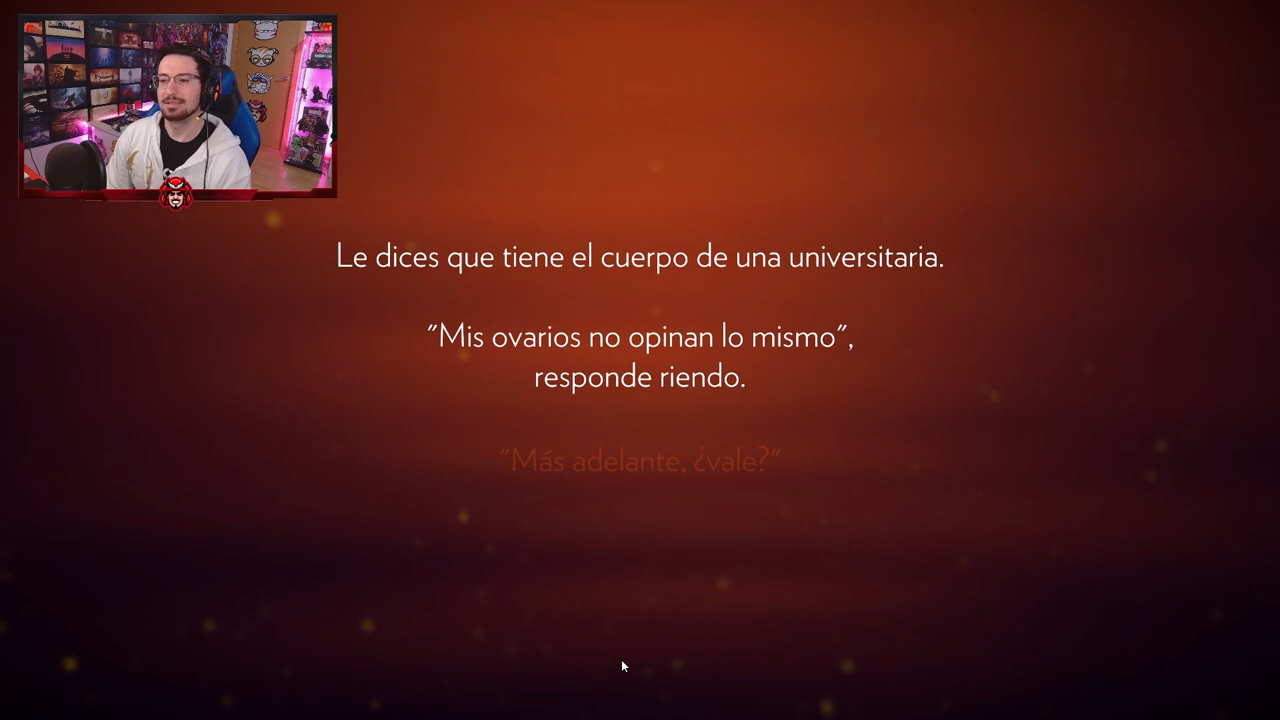 Le dices que tiene el cuerpo de una universitaria.
"Mis ovarios no opinan lo mismo",
responde riendo.
"Más adelante, ¿vale?"